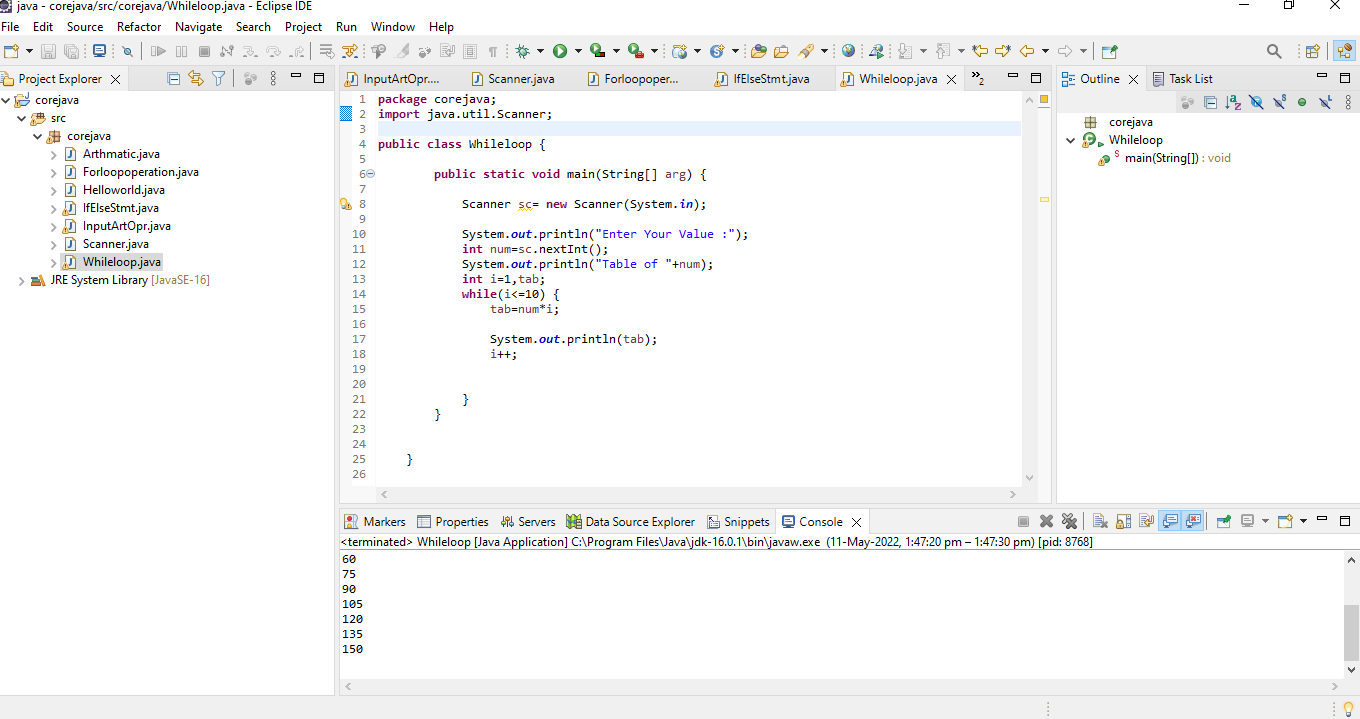 java - corejava/src/corejava/Whileloop.java - Eclipse IDE
File Edit Source Refactor Navigate Search Project Run Window Help
Project Explorer
InputArtOpr.... Scanner.java Forloopoper... IfElseStmt.java Whileloop.java »2
Outline Task List
corejava
src
corejava
Arthmatic.java
Forloopoperation.java
Helloworld.java
IfElseStmt.java
InputArtOpr.java
Scanner.java
Whileloop.java
JRE System Library [JavaSE-16]
1 package corejava;
2 import java.util.Scanner;
3
4 public class Whileloop {
5
6 public static void main(String[] arg) {
7
8 Scanner sc= new Scanner(System.in);
9
10 System.out.println("Enter Your Value :");
11 int num=sc.nextInt();
12 System.out.println("Table of "+num);
13 int i=1,tab;
14 while(i<=10) {
15 tab=num*i;
16
17 System.out.println(tab);
18 i++;
19
20
21 }
22 }
23
24
25 }
26
corejava
Whileloop
main(String[]) : void
Markers Properties Servers Data Source Explorer Snippets Console
<terminated> Whileloop [Java Application] C:\Program Files\Java\jdk-16.0.1\bin\javaw.exe (11-May-2022, 1:47:20 pm – 1:47:30 pm) [pid: 8768]
60
75
90
105
120
135
150